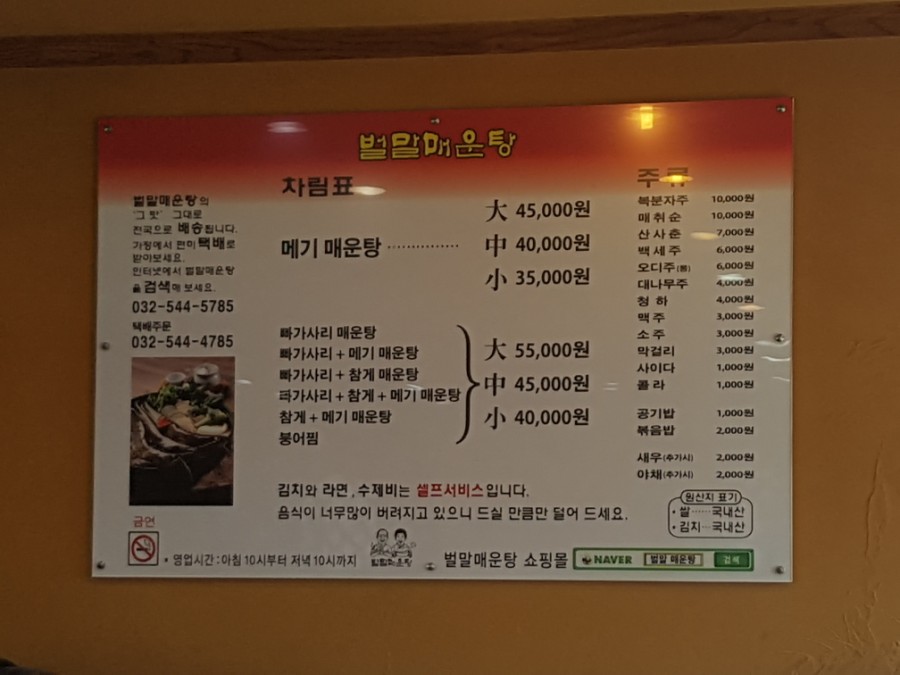 벌말매운탕
차림표
벌말매운탕의
'그 맛' 그대로
전국으로 배송됩니다.
가정에서 편히 택배로
받아보세요.
인터넷에서 벌말매운탕
을 검색해 보세요.
032-544-5785
택배주문
032-544-4785
금연
大 45,000원
메기 매운탕 ················ 中 40,000원
小 35,000원
빠가사리 매운탕
빠가사리 + 메기 매운탕
빠가사리 + 참게 매운탕
빠가사리 + 참게 + 메기 매운탕
참게 + 메기 매운탕
붕어찜
大 55,000원
中 45,000원
小 40,000원
주류
복분자주 10,000원
매취순 10,000원
산사춘 7,000원
백세주 6,000원
오디주 6,000원
대나무주 4,000원
청하 4,000원
맥주 3,000원
소주 3,000원
막걸리 3,000원
사이다 1,000원
콜라 1,000원
공기밥 1,000원
볶음밥 2,000원
새우(추가시) 2,000원
야채(추가시) 2,000원
원산지 표기
• 쌀 ······ 국내산
• 김치 ··· 국내산
김치와 라면, 수제비는 셀프서비스입니다.
음식이 너무많이 버려지고 있으니 드실 만큼만 덜어 드세요.
• 영업시간 : 아침 10시부터 저녁 10시까지
벌말매운탕
벌말매운탕 쇼핑몰 NAVER 벌말 매운탕 검색